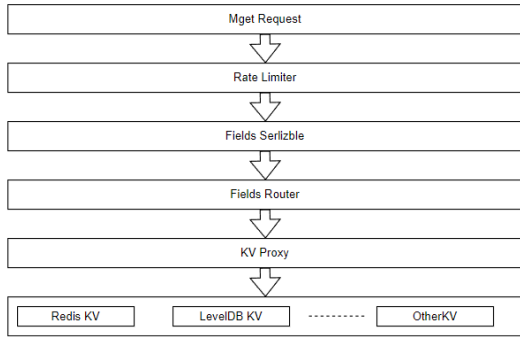 Mget Request
Rate Limiter
Fields Serlizble
Fields Router
KV Proxy
Redis KV
LevelDB KV
OtherKV